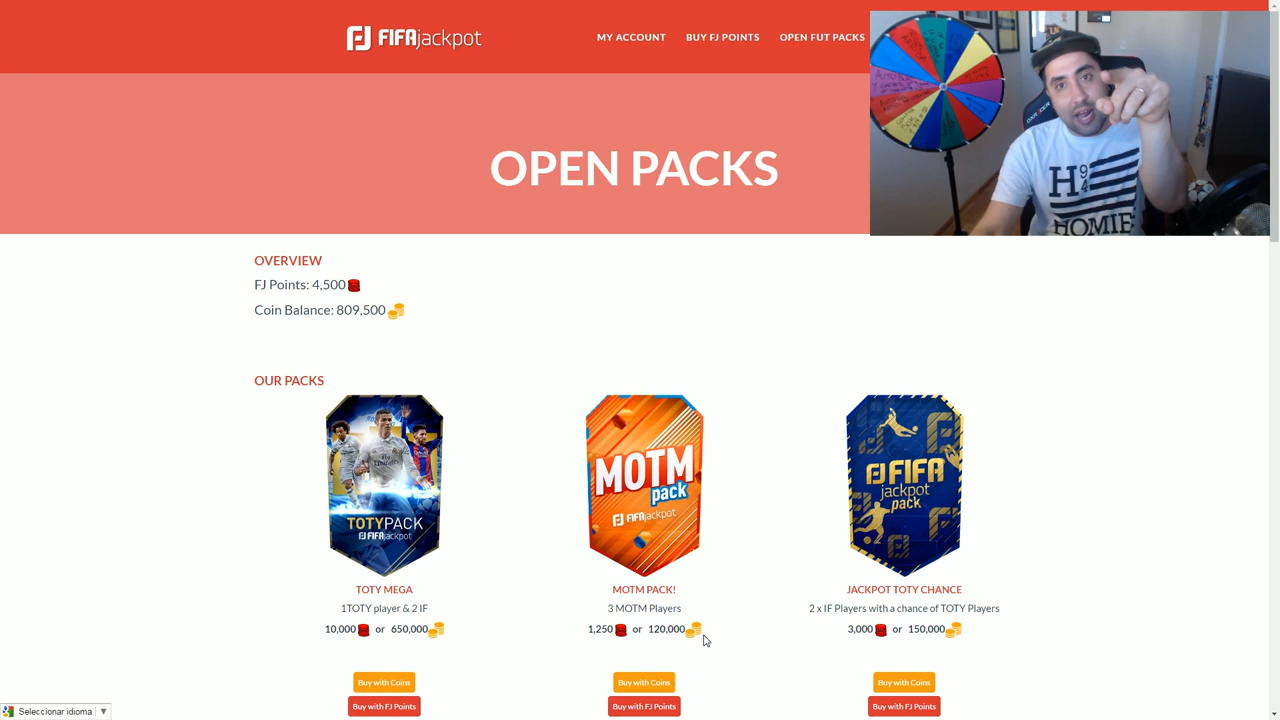 FIFAjackpot
MY ACCOUNT
BUY FJ POINTS
OPEN FUT PACKS
OPEN PACKS
H94
HOMIE
OVERVIEW
FJ Points: 4,500
Coin Balance: 809,500
OUR PACKS
TOTYPACK
FIFAjackpot
MOTM
pack
FIFAjackpot
FIFA
jackpot
pack
TOTY MEGA
1TOTY player & 2 IF
10,000 or 650,000
Buy with Coins
Buy with FJ Points
MOTM PACK!
3 MOTM Players
1,250 or 120,000
Buy with Coins
Buy with FJ Points
JACKPOT TOTY CHANCE
2 x IF Players with a chance of TOTY Players
3,000 or 150,000
Buy with Coins
Buy with FJ Points
Seleccionar idioma